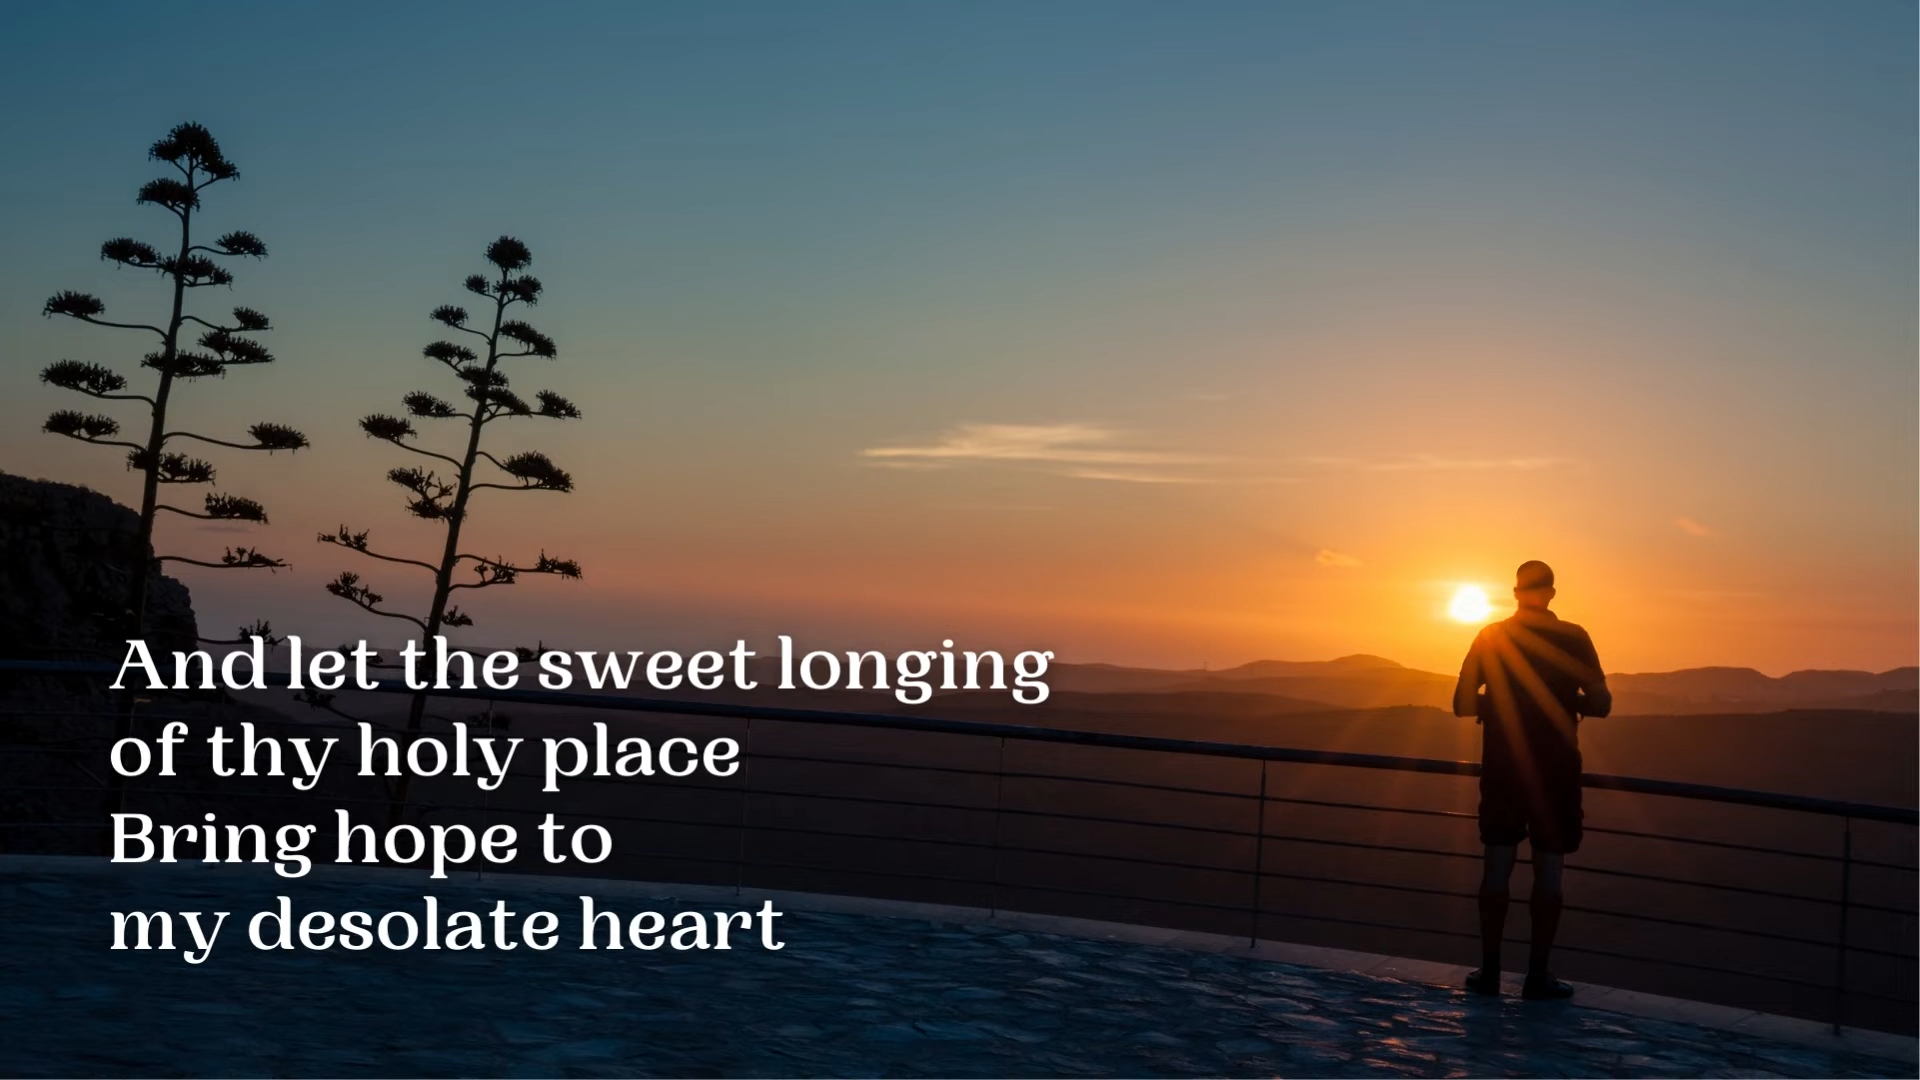 And let the sweet longing
of thy holy place
Bring hope to
my desolate heart